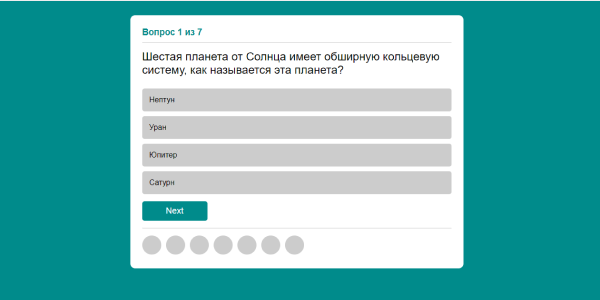 Вопрос 1 из 7
Шестая планета от Солнца имеет обширную кольцевую
систему, как называется эта планета?
Нептун
Уран
Юпитер
Сатурн
Next